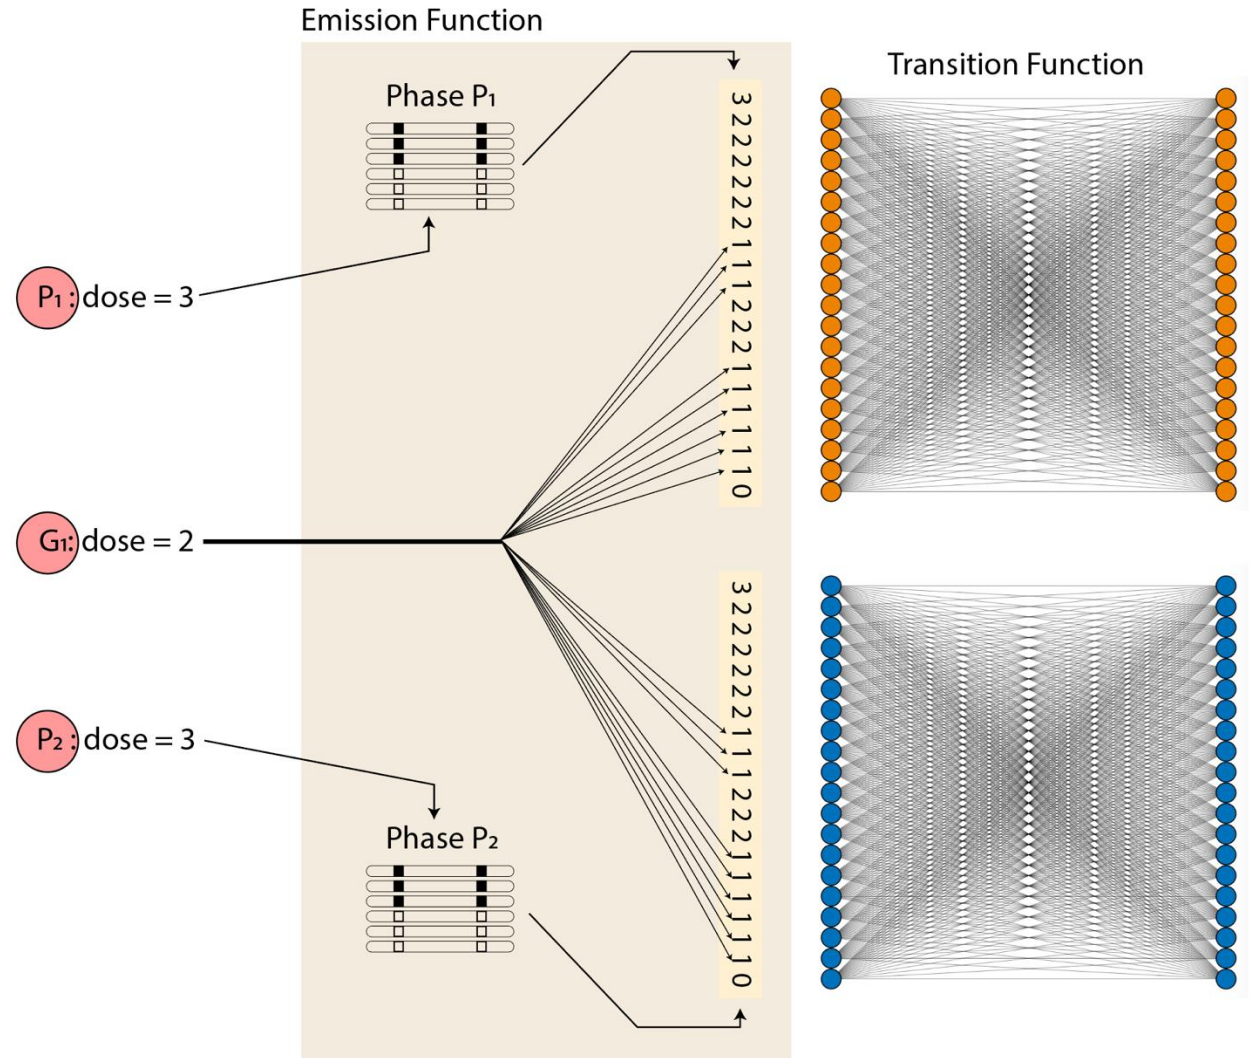 Emission Function
Transition Function
Phase P₁
3 2 2 2 2 2 2 1 1 1 2 2 2 1 1 1 1 1 1 0
P₁: dose = 3
G₁: dose = 2
3 2 2 2 2 2 2 1 1 1 2 2 2 1 1 1 1 1 1 0
P₂: dose = 3
Phase P₂